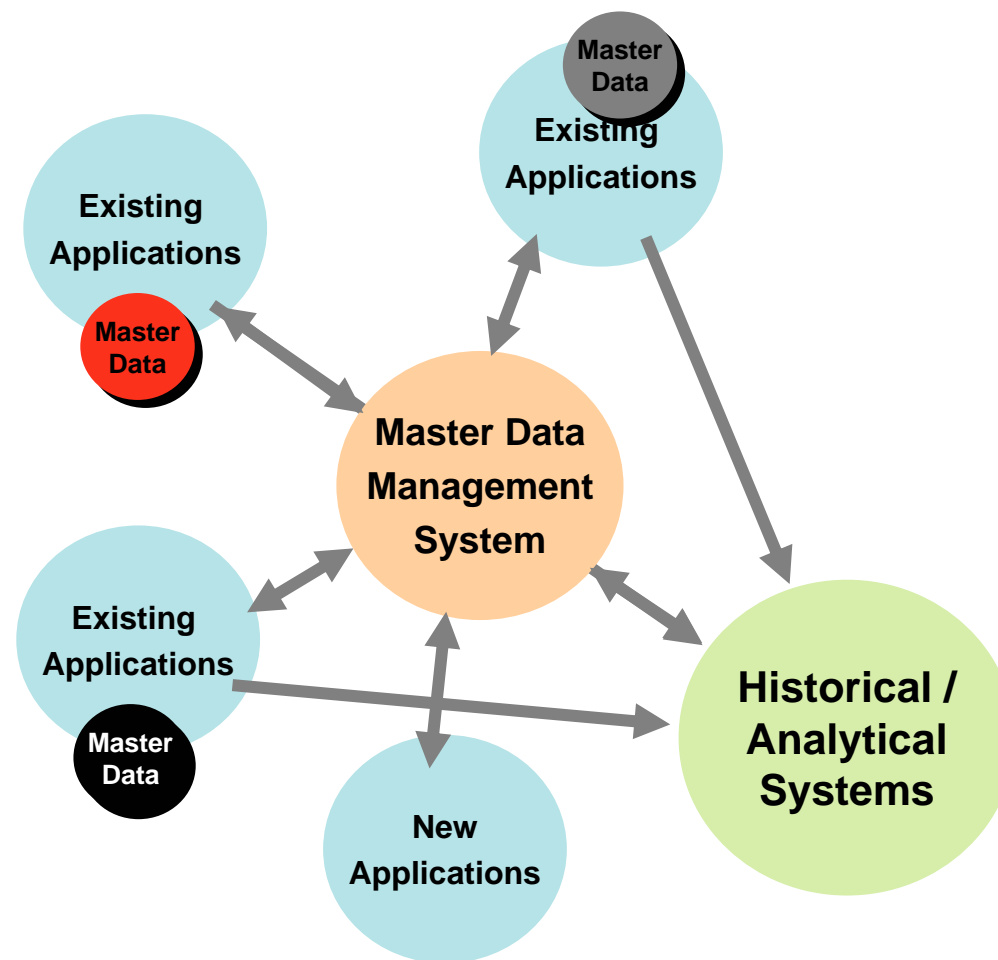 Master
Data
Existing
Applications
Existing
Applications
Master
Data
Master Data
Management
System
Existing
Applications
Master
Data
Historical /
Analytical
Systems
New
Applications